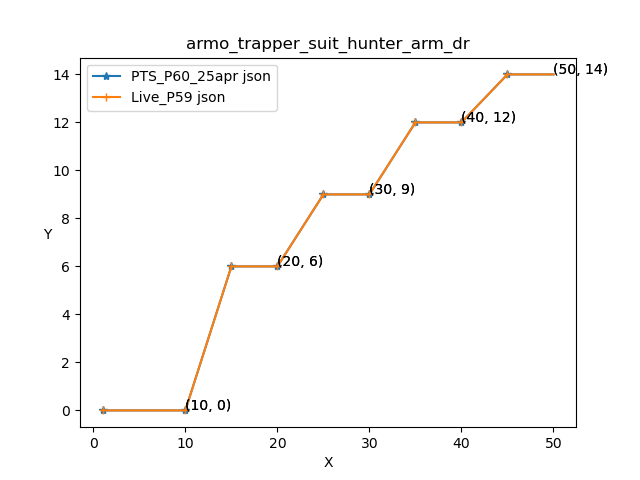 armo_trapper_suit_hunter_arm_dr
PTS_P60_25apr json
Live_P59 json
(50, 14)
(40, 12)
(30, 9)
(20, 6)
(10, 0)
14
12
10
8
6
4
2
0
Y
0 10 20 30 40 50
X